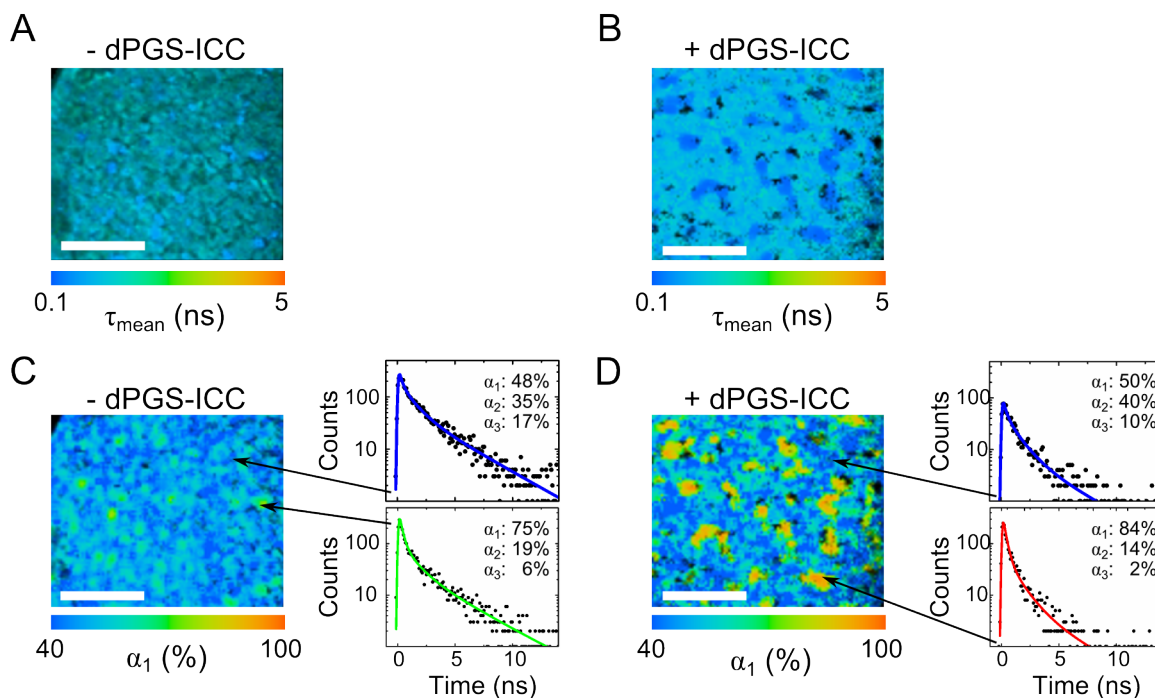 A
- dPGS-ICC
0.1 5
τmean (ns)
B
+ dPGS-ICC
0.1 5
τmean (ns)
C
- dPGS-ICC
40 100
α1 (%)
Counts
100
10
α1: 48%
α2: 35%
α3: 17%
Counts
100
10
α1: 75%
α2: 19%
α3: 6%
0 5 10
Time (ns)
D
+ dPGS-ICC
40 100
α1 (%)
Counts
100
10
α1: 50%
α2: 40%
α3: 10%
Counts
100
10
α1: 84%
α2: 14%
α3: 2%
0 5 10
Time (ns)